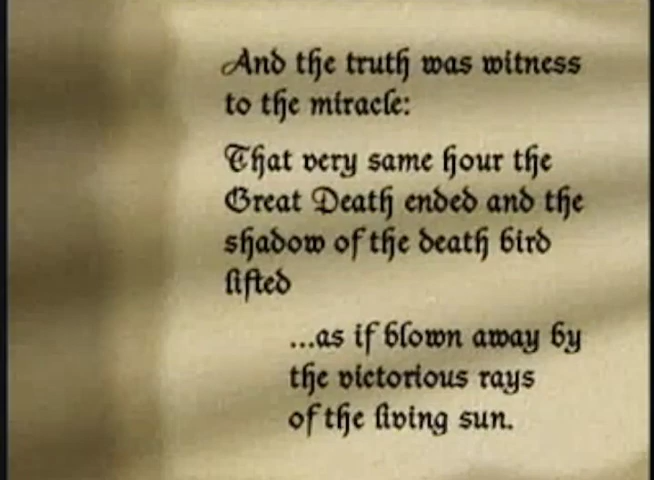 And the truth was witness
to the miracle:
That very same hour the
Great Death ended and the
shadow of the death bird
lifted
...as if blown away by
the victorious rays
of the living sun.